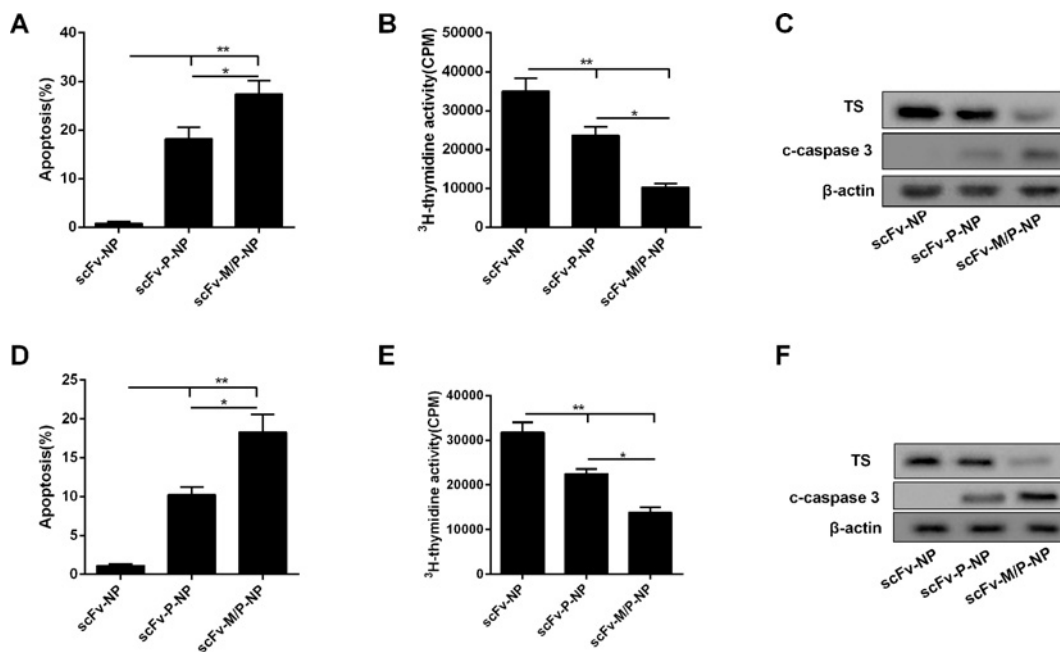 A
Apoptosis(%)
40
30
20
10
0
**
*
scFv-NP
scFv-P-NP
scFv-M/P-NP
B
³H-thymidine activity(CPM)
50000
40000
30000
20000
10000
0
**
*
scFv-NP
scFv-P-NP
scFv-M/P-NP
C
TS
c-caspase 3
β-actin
scFv-NP
scFv-P-NP
scFv-M/P-NP
D
Apoptosis(%)
25
20
15
10
5
0
**
*
scFv-NP
scFv-P-NP
scFv-M/P-NP
E
³H-thymidine activity(CPM)
40000
30000
20000
10000
0
**
*
scFv-NP
scFv-P-NP
scFv-M/P-NP
F
TS
c-caspase 3
β-actin
scFv-NP
scFv-P-NP
scFv-M/P-NP